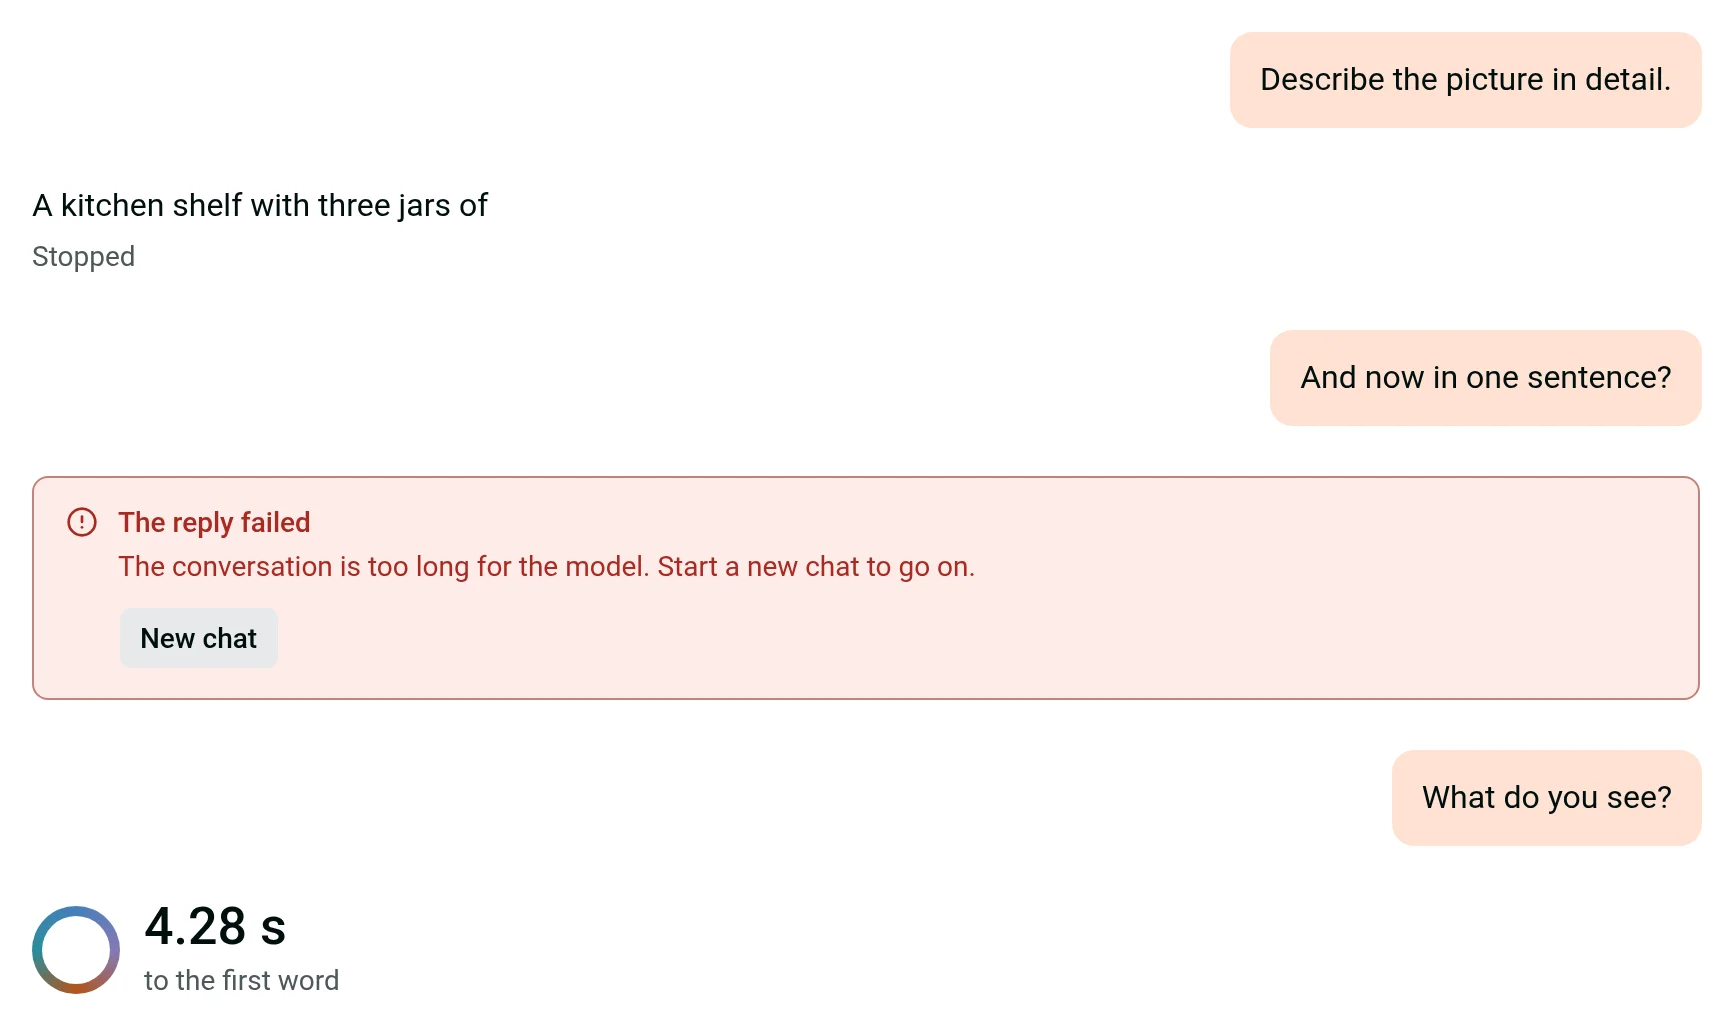 Describe the picture in detail.
A kitchen shelf with three jars of
Stopped
And now in one sentence?
The reply failed
The conversation is too long for the model. Start a new chat to go on.
New chat
What do you see?
4.28 s
to the first word